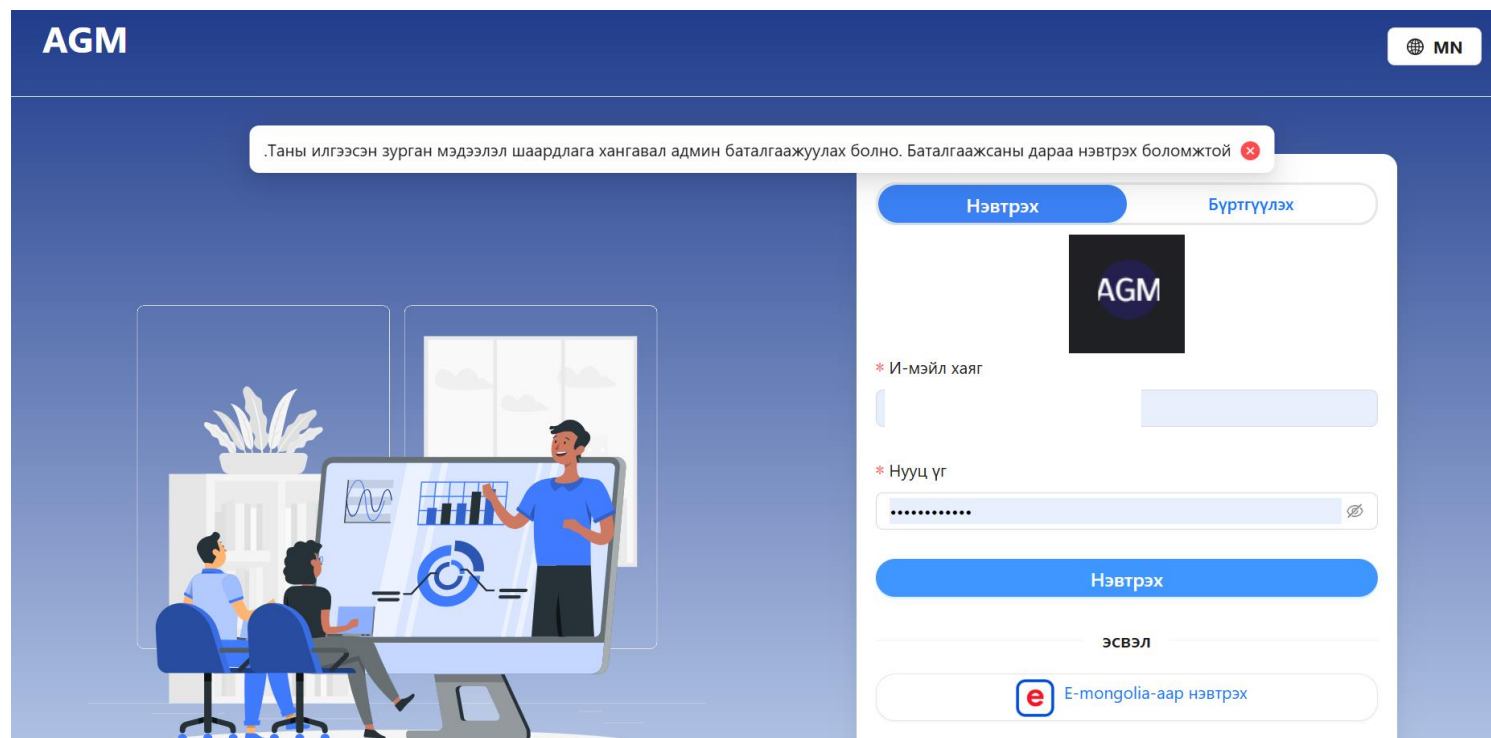 AGM
MN
.Таны илгээсэн зурган мэдээлэл шаардлага хангавал админ баталгаажуулах болно. Баталгаажсаны дараа нэвтрэх боломжтой
Нэвтрэх
Бүртгүүлэх
AGM
* И-мэйл хаяг
* Нууц үг
••••••••••••
Нэвтрэх
эсвэл
e E-mongolia-аар нэвтрэх